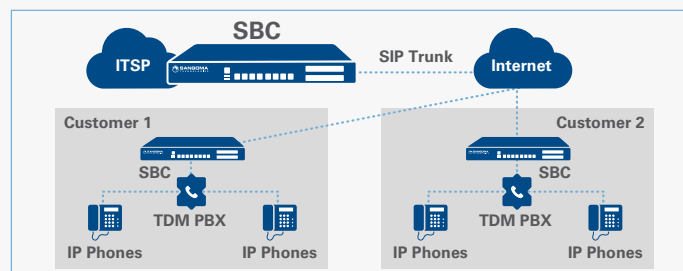 SBC
ITSP
SANGOMA
SIP Trunk
Internet
Customer 1
SBC
TDM PBX
IP Phones
IP Phones
Customer 2
SBC
TDM PBX
IP Phones
IP Phones